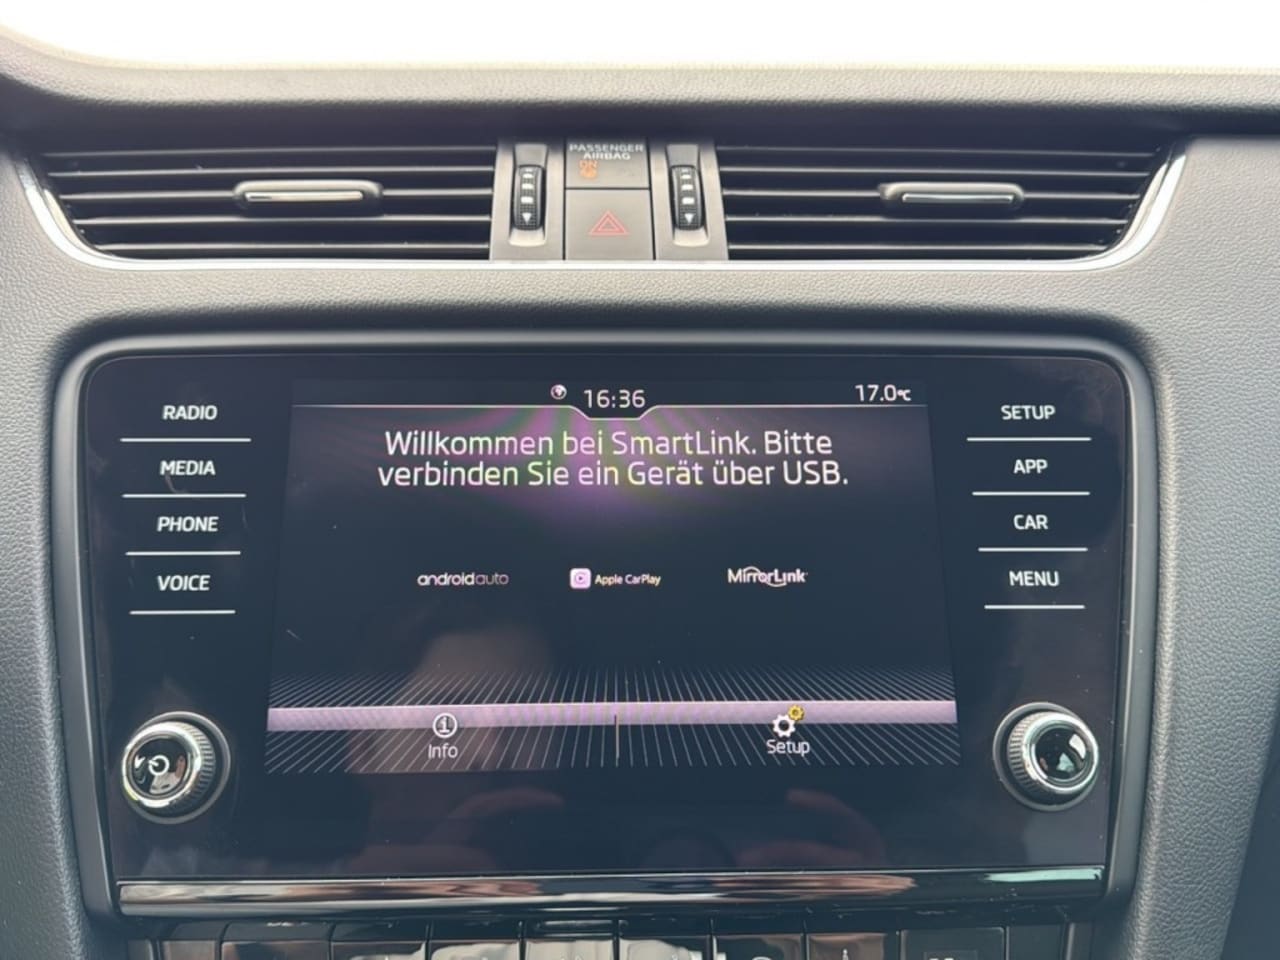 PASSENGER
AIRBAG
ON
RADIO
MEDIA
PHONE
VOICE
16:36
17.0°C
Willkommen bei SmartLink. Bitte
verbinden Sie ein Gerät über USB.
androidauto
Apple CarPlay
MirrorLink
Info
Setup
SETUP
APP
CAR
MENU